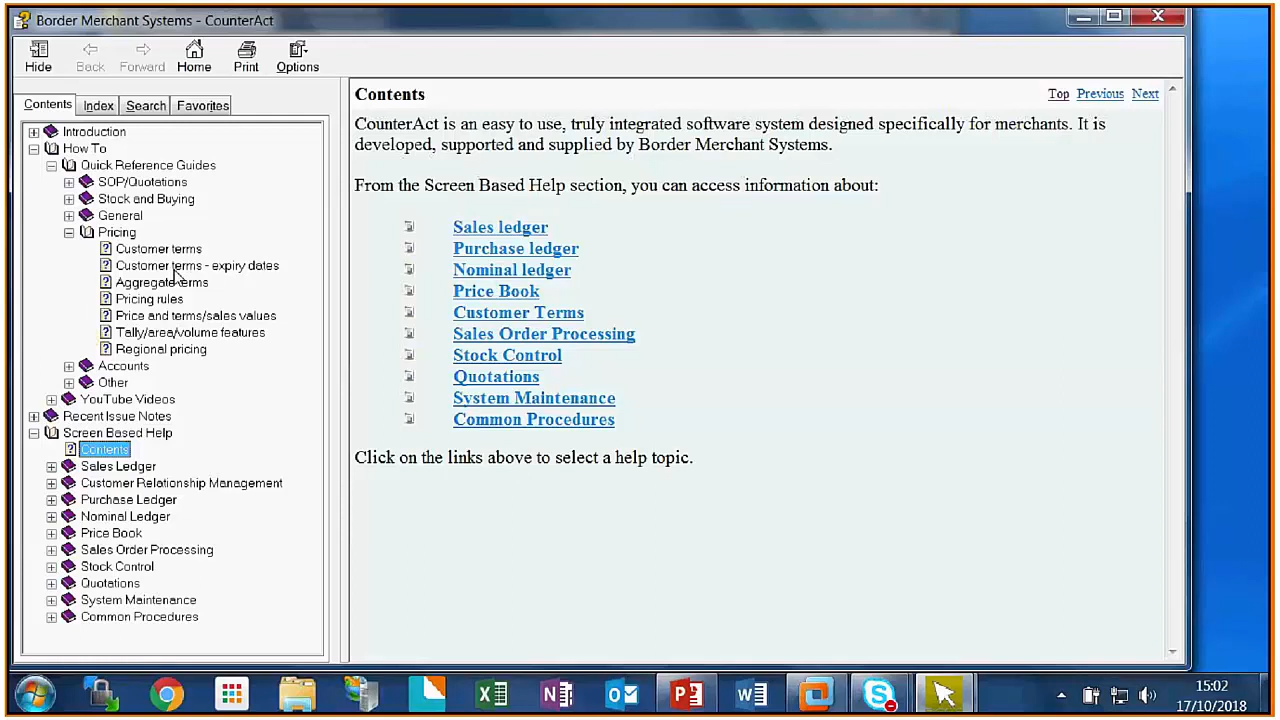 Border Merchant Systems - CounterAct
Hide Back Forward Home Print Options
Contents Index Search Favorites
Introduction
How To
Quick Reference Guides
SOP/Quotations
Stock and Buying
General
Pricing
Customer terms
Customer terms - expiry dates
Aggregate terms
Pricing rules
Price and terms/sales values
Tally/area/volume features
Regional pricing
Accounts
Other
YouTube Videos
Recent Issue Notes
Screen Based Help
Contents
Sales Ledger
Customer Relationship Management
Purchase Ledger
Nominal Ledger
Price Book
Sales Order Processing
Stock Control
Quotations
System Maintenance
Common Procedures
Contents
Top Previous Next
CounterAct is an easy to use, truly integrated software system designed specifically for merchants. It is
developed, supported and supplied by Border Merchant Systems.
From the Screen Based Help section, you can access information about:
Sales ledger
Purchase ledger
Nominal ledger
Price Book
Customer Terms
Sales Order Processing
Stock Control
Quotations
System Maintenance
Common Procedures
Click on the links above to select a help topic.
15:02
17/10/2018